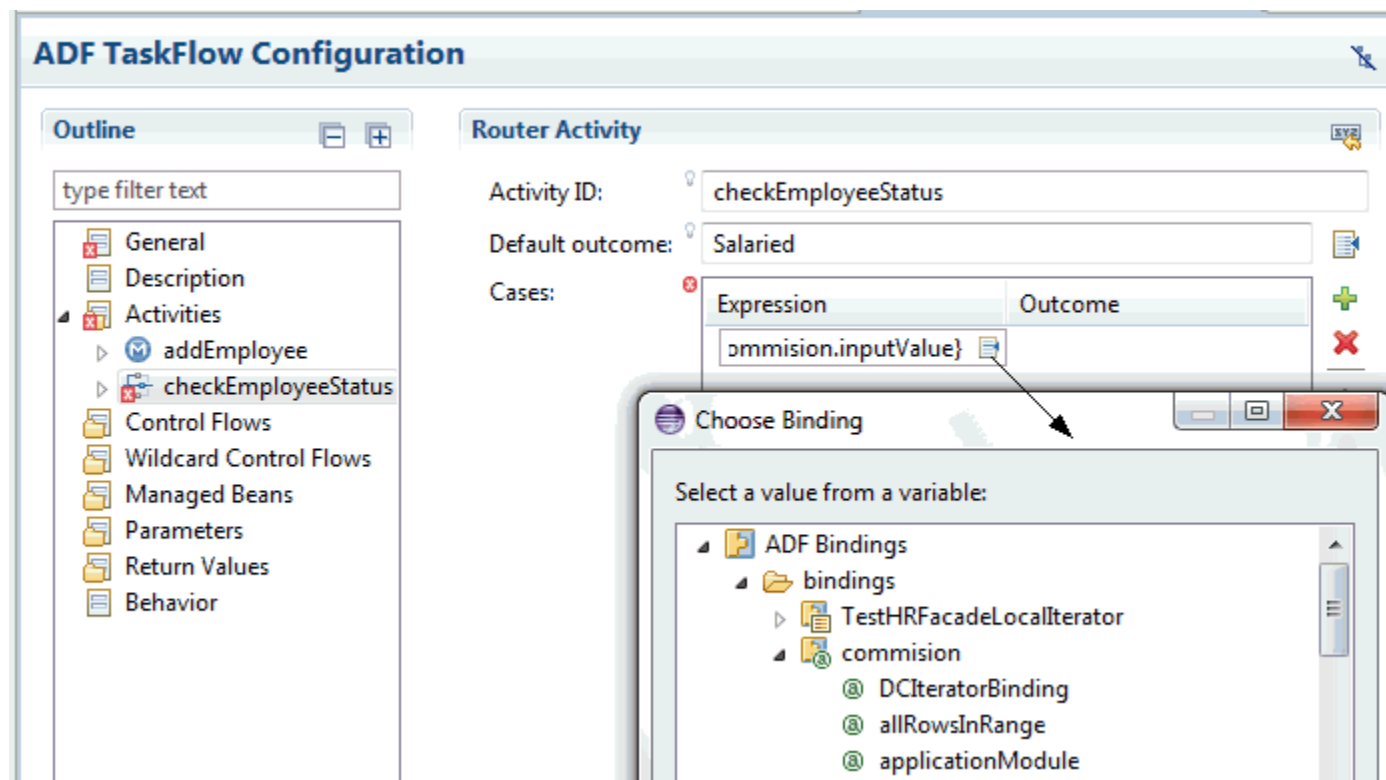 ADF TaskFlow Configuration
Outline
type filter text
General
Description
Activities
addEmployee
checkEmployeeStatus
Control Flows
Wildcard Control Flows
Managed Beans
Parameters
Return Values
Behavior
Router Activity
Activity ID: checkEmployeeStatus
Default outcome: Salaried
Cases:
Expression Outcome
ommision.inputValue}
Choose Binding
Select a value from a variable:
ADF Bindings
bindings
TestHRFacadeLocalIterator
commision
DCIteratorBinding
allRowsInRange
applicationModule